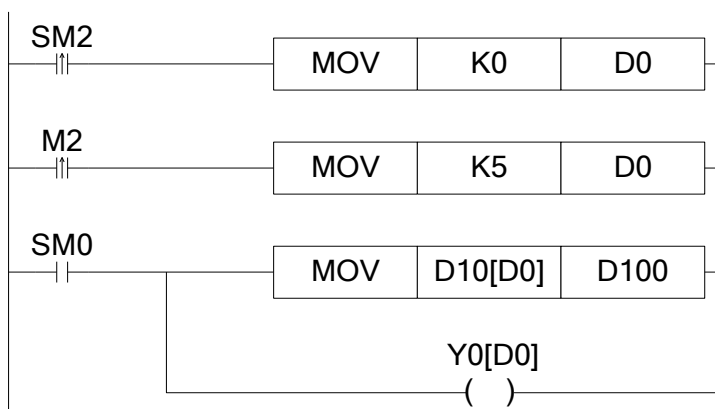 SM2
MOV K0 D0
M2
MOV K5 D0
SM0
MOV D10[D0] D100
Y0[D0]
( )